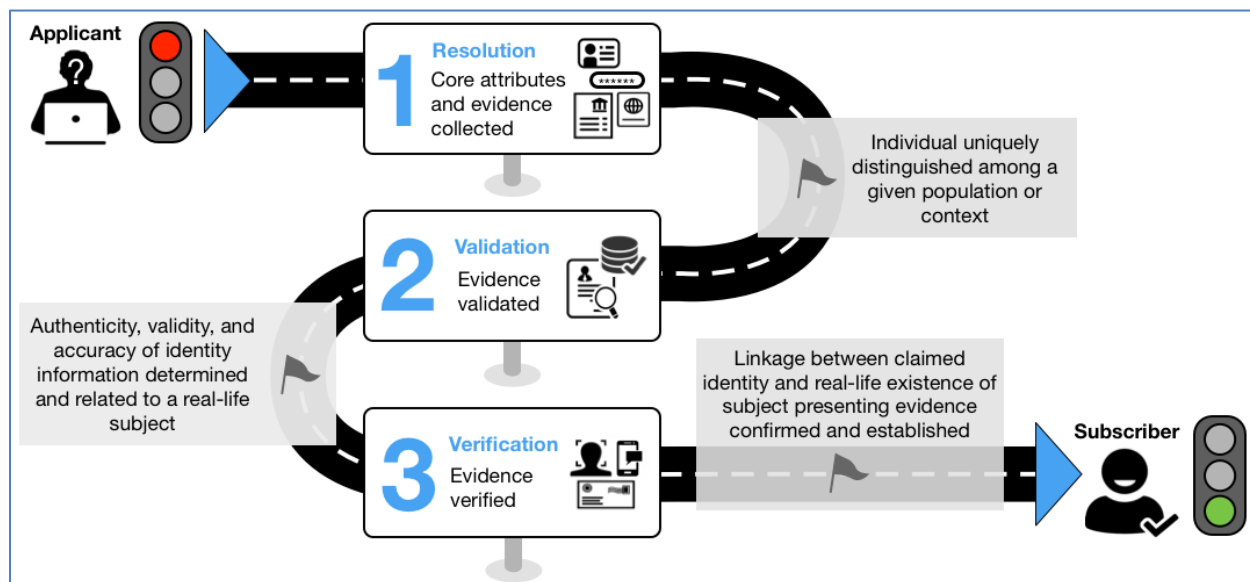 Applicant
?
1
Resolution
Core attributes
and evidence
collected
******
Individual uniquely
distinguished among a
given population or
context
2
Validation
Evidence
validated
Authenticity, validity, and
accuracy of identity
information determined
and related to a real-life
subject
3
Verification
Evidence
verified
Linkage between claimed
identity and real-life existence of
subject presenting evidence
confirmed and established
Subscriber